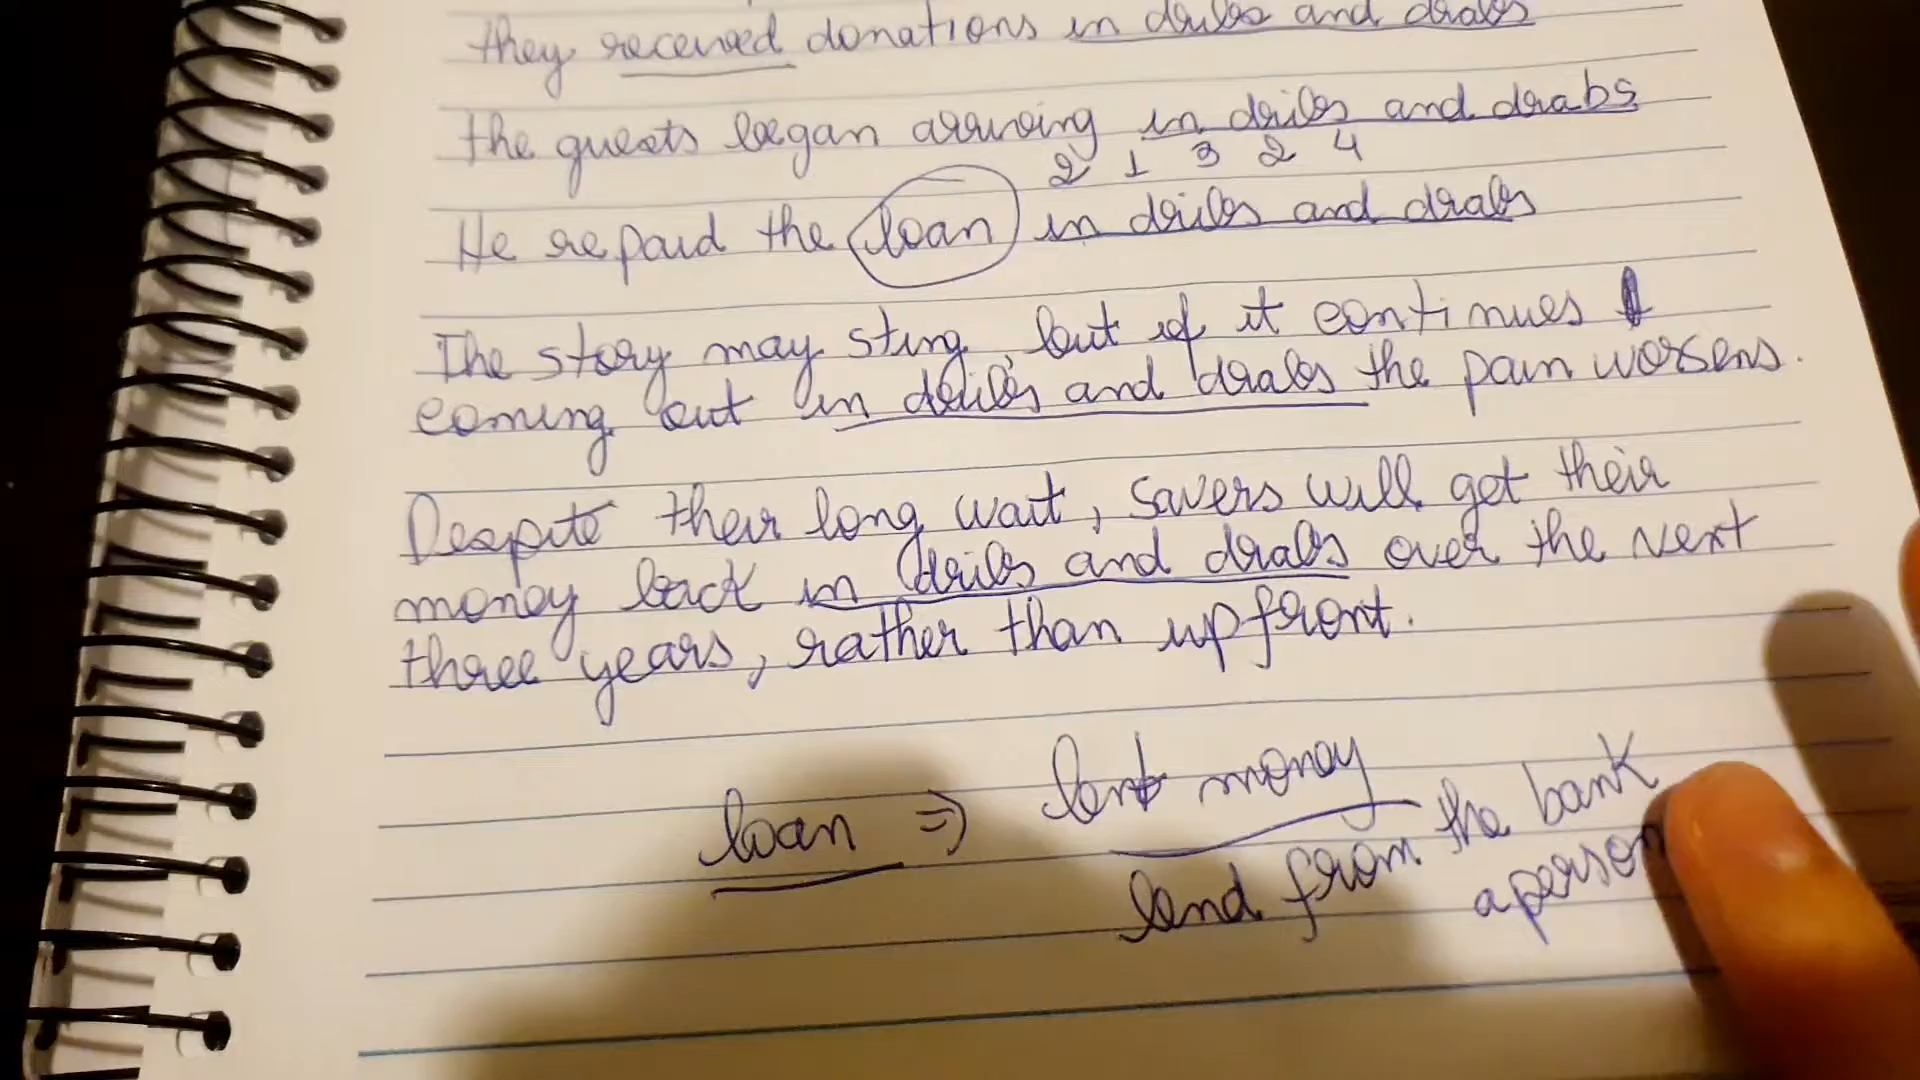 they received donations in dribs and drabs
the guests began arriving in dribs and drabs
2 1 3 2 4
He repaid the loan in dribs and drabs
The story may sting, but if it continues
coming out in dribs and drabs the pain worsens.
Despite their long wait, savers will get their
money back in dribs and drabs over the next
three years, rather than upfront.
loan => lent money
lend from the bank
a person